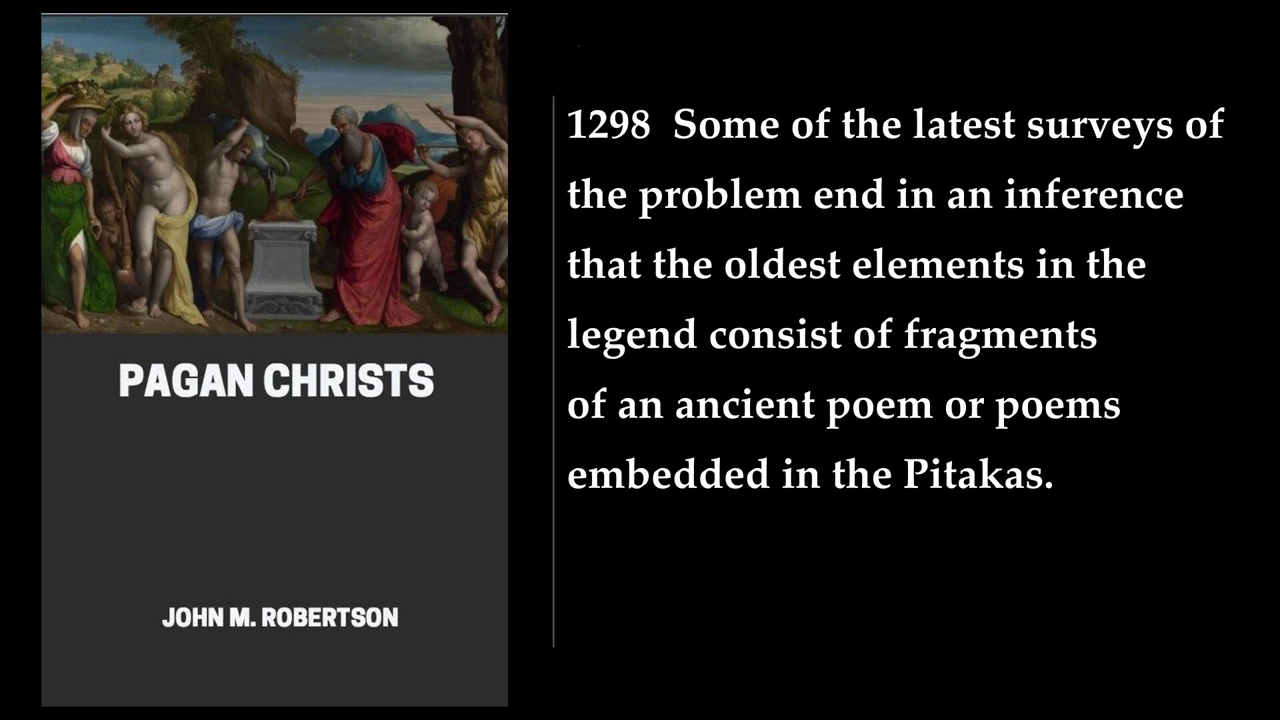 PAGAN CHRISTS
JOHN M. ROBERTSON
1298 Some of the latest surveys of
the problem end in an inference
that the oldest elements in the
legend consist of fragments
of an ancient poem or poems
embedded in the Pitakas.